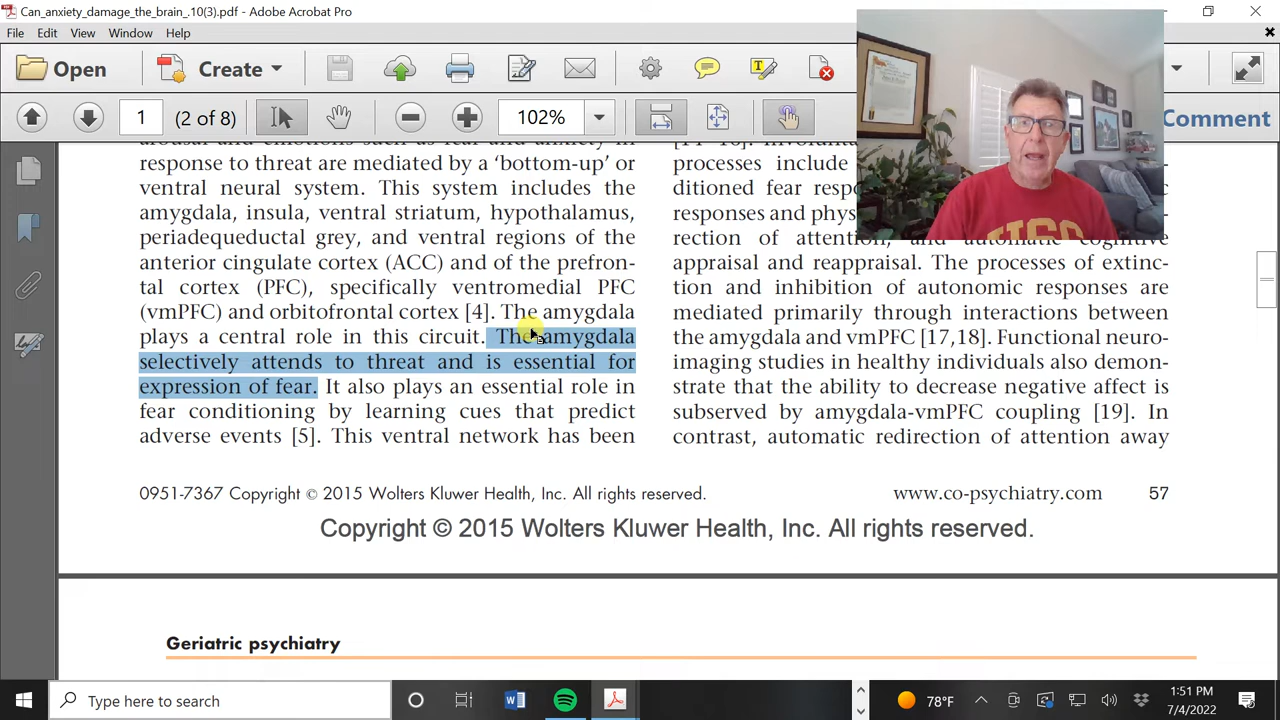 Can_anxiety_damage_the_brain_.10(3).pdf - Adobe Acrobat Pro
File Edit View Window Help
Open Create
1 (2 of 8) 102% Comment
response to threat are mediated by a 'bottom-up' or
ventral neural system. This system includes the
amygdala, insula, ventral striatum, hypothalamus,
periadequeductal grey, and ventral regions of the
anterior cingulate cortex (ACC) and of the prefron-
tal cortex (PFC), specifically ventromedial PFC
(vmPFC) and orbitofrontal cortex [4]. The amygdala
plays a central role in this circuit. The amygdala
selectively attends to threat and is essential for
expression of fear. It also plays an essential role in
fear conditioning by learning cues that predict
adverse events [5]. This ventral network has been
processes include
ditioned fear
responses and
rection of attention, and automatic cognitive
appraisal and reappraisal. The processes of extinc-
tion and inhibition of autonomic responses are
mediated primarily through interactions between
the amygdala and vmPFC [17,18]. Functional neuro-
imaging studies in healthy individuals also demon-
strate that the ability to decrease negative affect is
subserved by amygdala-vmPFC coupling [19]. In
contrast, automatic redirection of attention away
0951-7367 Copyright © 2015 Wolters Kluwer Health, Inc. All rights reserved. www.co-psychiatry.com 57
Copyright © 2015 Wolters Kluwer Health, Inc. All rights reserved.
Geriatric psychiatry
Type here to search
78°F
1:51 PM
7/4/2022